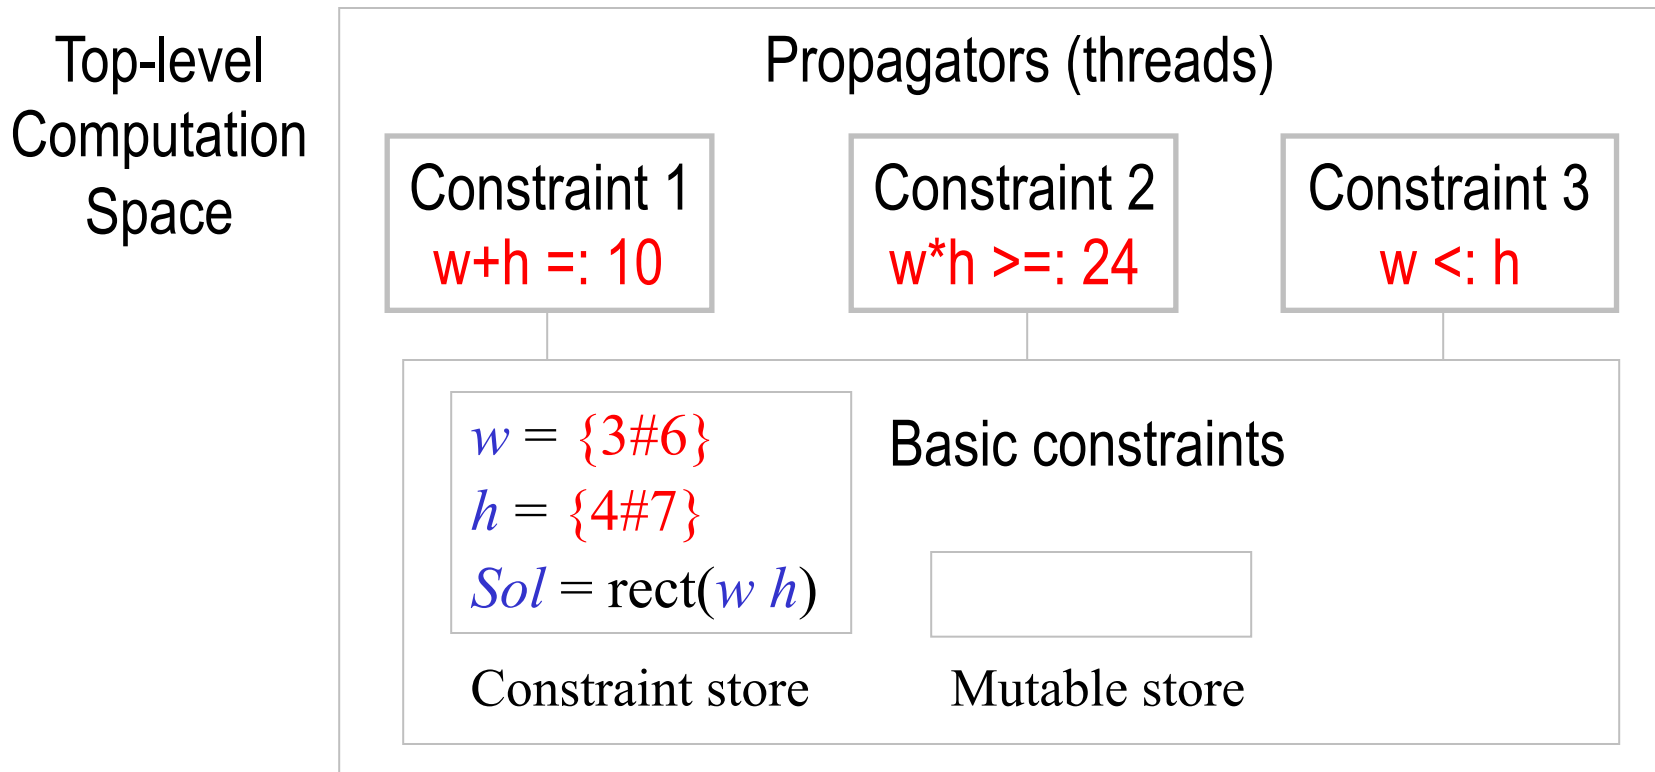 Top-level
Computation
Space
Propagators (threads)
Constraint 1
w+h =: 10
Constraint 2
w*h >=: 24
Constraint 3
w <: h
w = {3#6}
h = {4#7}
Sol = rect(w h)
Constraint store
Basic constraints
Mutable store